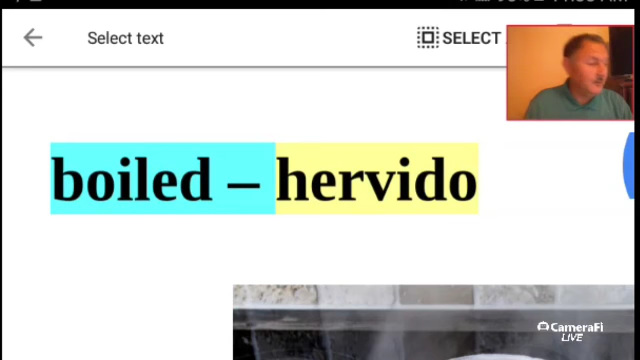 Select text
SELECT
boiled – hervido
CameraFi
LIVE